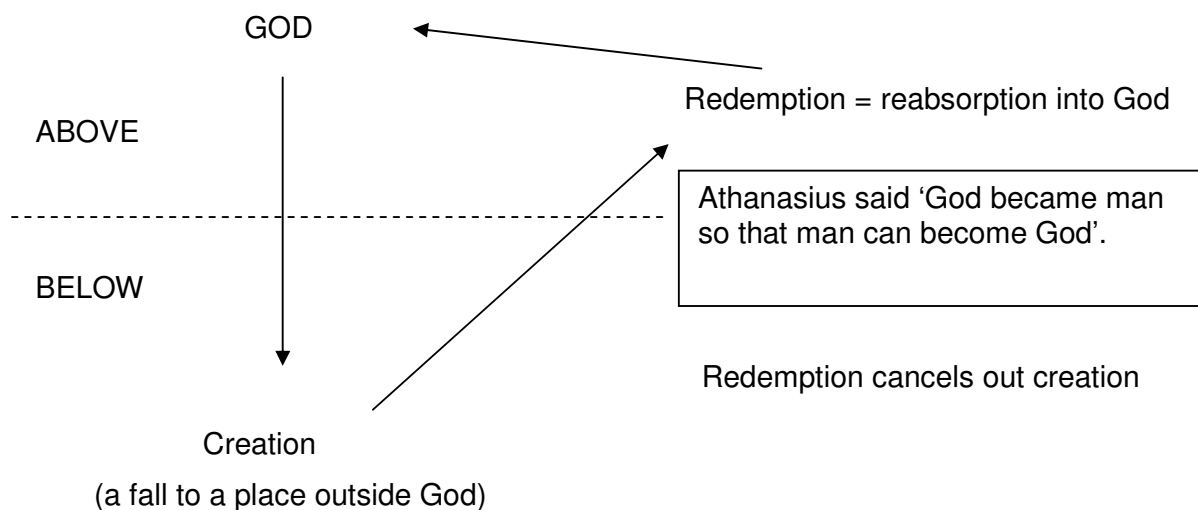 GOD
Redemption = reabsorption into God
ABOVE
Athanasius said ‘God became man
so that man can become God’.
BELOW
Redemption cancels out creation
Creation
(a fall to a place outside God)